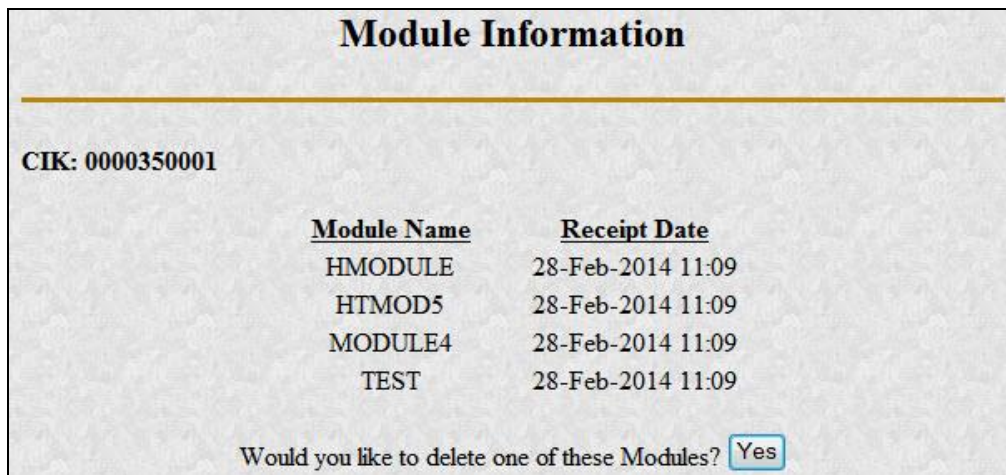 Module Information
CIK: 0000350001
Module Name Receipt Date
HMODULE 28-Feb-2014 11:09
HTMOD5 28-Feb-2014 11:09
MODULE4 28-Feb-2014 11:09
TEST 28-Feb-2014 11:09
Would you like to delete one of these Modules? Yes